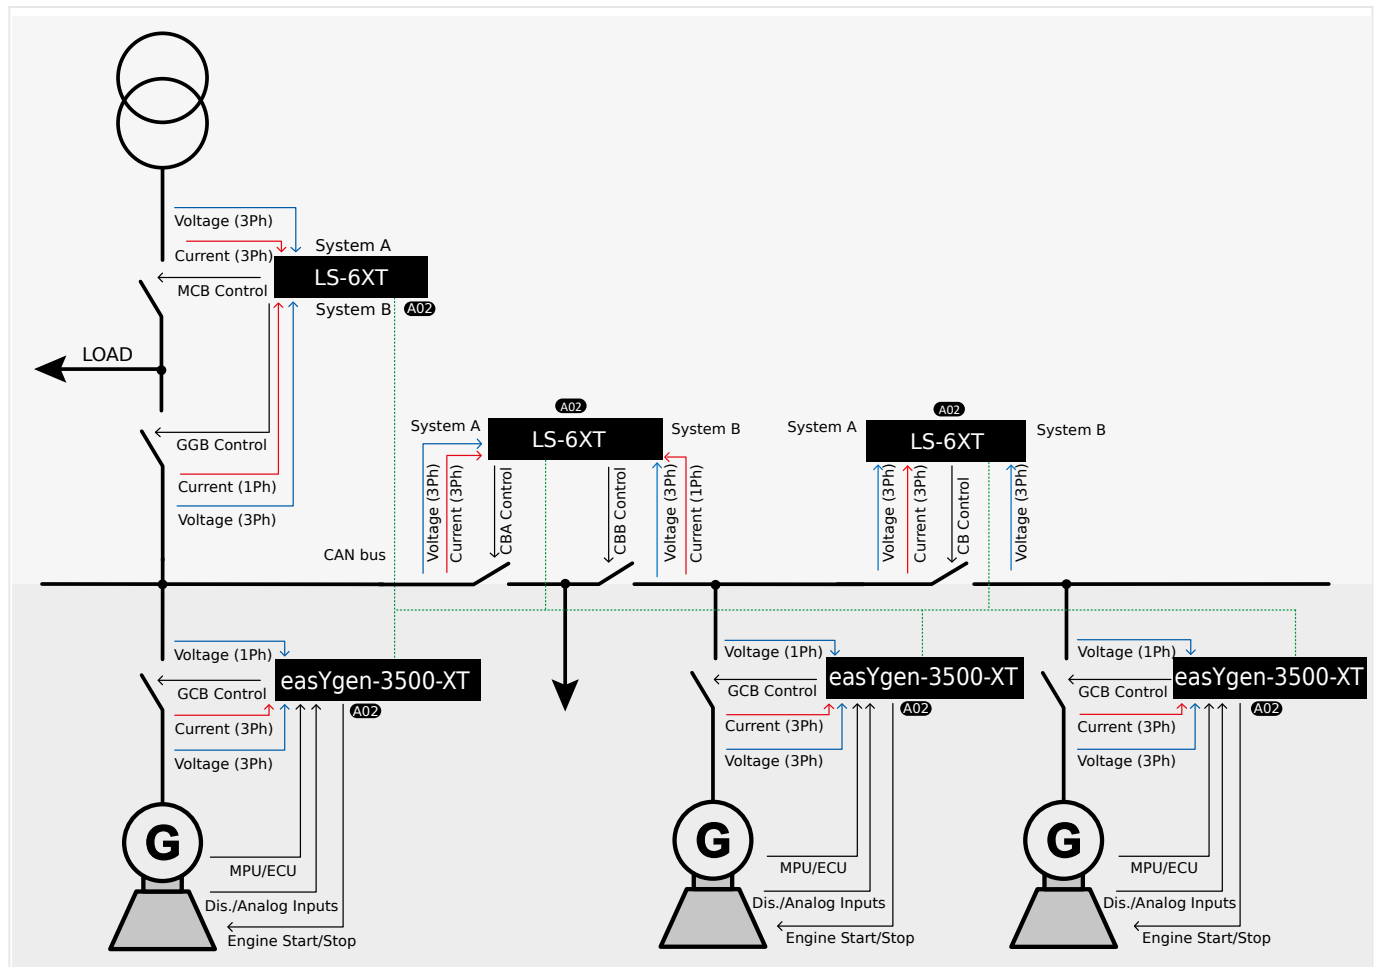 Voltage (3Ph)
Current (3Ph)
System A
LS-6XT
MCB Control
System B
A02
LOAD
GGB Control
Current (1Ph)
Voltage (3Ph)
CAN bus
A02
System A
LS-6XT
System B
Voltage (3Ph)
Current (3Ph)
CBA Control
CBB Control
Voltage (3Ph)
Current (1Ph)
A02
System A
LS-6XT
System B
Voltage (3Ph)
Current (3Ph)
CB Control
Voltage (3Ph)
Voltage (1Ph)
easYgen-3500-XT
GCB Control
A02
Current (3Ph)
Voltage (3Ph)
G
MPU/ECU
Dis./Analog Inputs
Engine Start/Stop
Voltage (1Ph)
easYgen-3500-XT
GCB Control
A02
Current (3Ph)
Voltage (3Ph)
G
MPU/ECU
Dis./Analog Inputs
Engine Start/Stop
Voltage (1Ph)
easYgen-3500-XT
GCB Control
A02
Current (3Ph)
Voltage (3Ph)
G
MPU/ECU
Dis./Analog Inputs
Engine Start/Stop